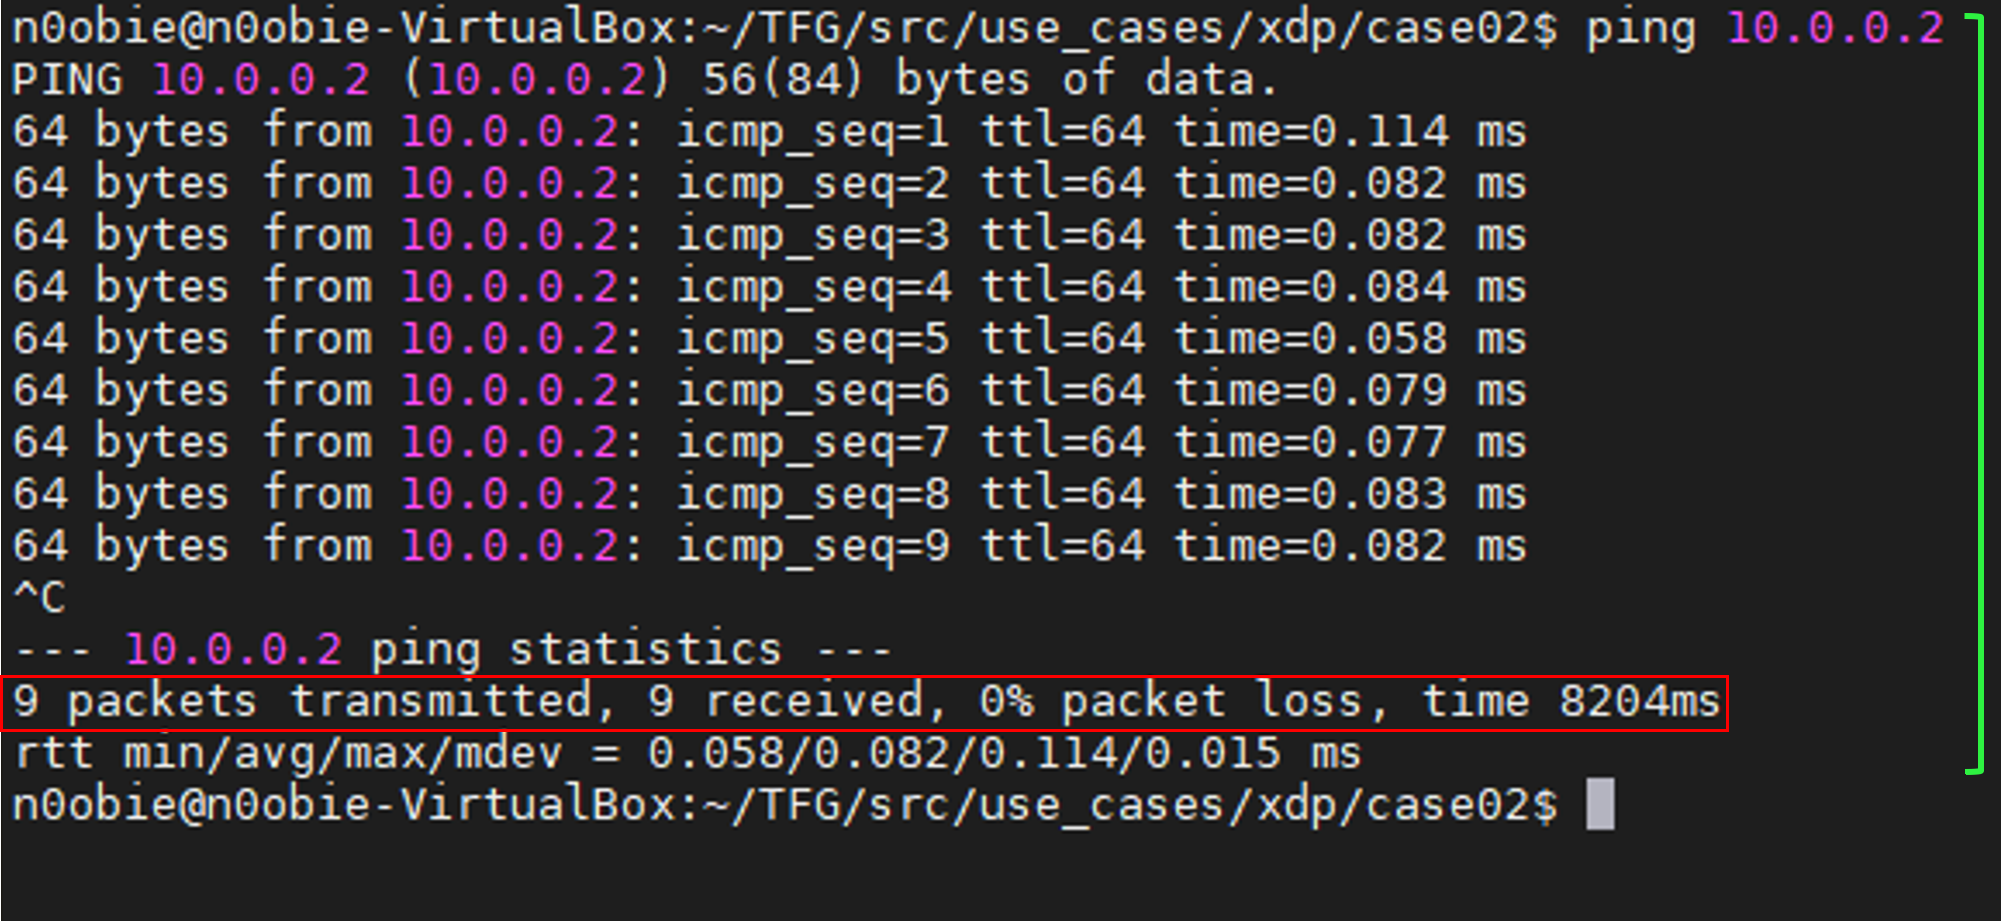 n0obie@n0obie-VirtualBox:~/TFG/src/use_cases/xdp/case02$ ping 10.0.0.2
PING 10.0.0.2 (10.0.0.2) 56(84) bytes of data.
64 bytes from 10.0.0.2: icmp_seq=1 ttl=64 time=0.114 ms
64 bytes from 10.0.0.2: icmp_seq=2 ttl=64 time=0.082 ms
64 bytes from 10.0.0.2: icmp_seq=3 ttl=64 time=0.082 ms
64 bytes from 10.0.0.2: icmp_seq=4 ttl=64 time=0.084 ms
64 bytes from 10.0.0.2: icmp_seq=5 ttl=64 time=0.058 ms
64 bytes from 10.0.0.2: icmp_seq=6 ttl=64 time=0.079 ms
64 bytes from 10.0.0.2: icmp_seq=7 ttl=64 time=0.077 ms
64 bytes from 10.0.0.2: icmp_seq=8 ttl=64 time=0.083 ms
64 bytes from 10.0.0.2: icmp_seq=9 ttl=64 time=0.082 ms
^C
--- 10.0.0.2 ping statistics ---
9 packets transmitted, 9 received, 0% packet loss, time 8204ms
rtt min/avg/max/mdev = 0.058/0.082/0.114/0.015 ms
n0obie@n0obie-VirtualBox:~/TFG/src/use_cases/xdp/case02$